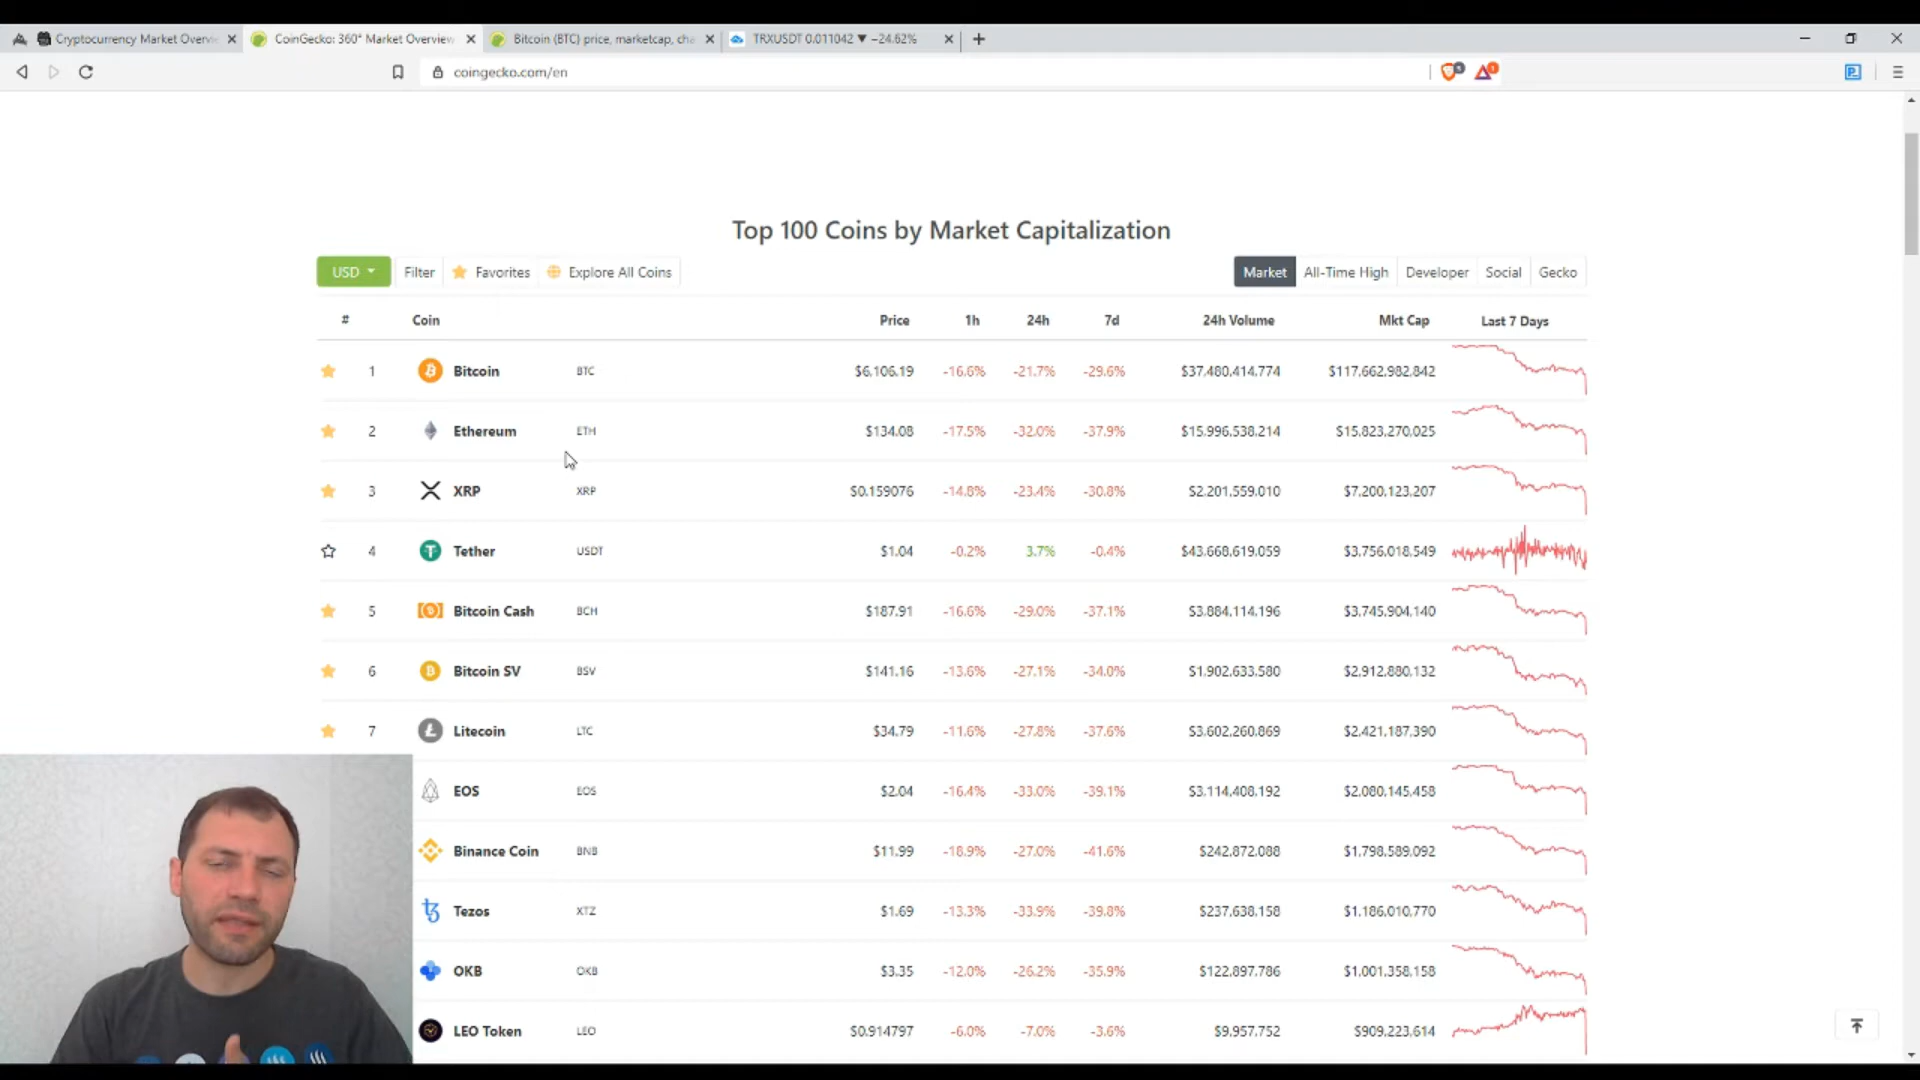 Cryptocurrency Market Overvi
CoinGecko: 360° Market Overview
Bitcoin (BTC) price, marketcap, cha
TRXUSDT 0.011042 ▼ −24.62%
coingecko.com/en
Top 100 Coins by Market Capitalization
USD Filter Favorites Explore All Coins Market All-Time High Developer Social Gecko
# Coin Price 1h 24h 7d 24h Volume Mkt Cap Last 7 Days
1 Bitcoin BTC $6,106.19 -16.6% -21.7% -29.6% $37,480,414,774 $117,662,982,842
2 Ethereum ETH $134.08 -17.5% -32.0% -37.9% $15,996,538,214 $15,823,270,025
3 XRP XRP $0.159076 -14.8% -23.4% -30.8% $2,201,559,010 $7,200,123,207
4 Tether USDT $1.04 -0.2% 3.7% -0.4% $43,668,619,059 $3,756,018,549
5 Bitcoin Cash BCH $187.91 -16.6% -29.0% -37.1% $3,884,114,196 $3,745,904,140
6 Bitcoin SV BSV $141.16 -13.6% -27.1% -34.0% $1,902,633,580 $2,912,880,132
7 Litecoin LTC $34.79 -11.6% -27.8% -37.6% $3,602,260,869 $2,421,187,390
EOS EOS $2.04 -16.4% -33.0% -39.1% $3,114,408,192 $2,080,145,458
Binance Coin BNB $11.99 -18.9% -27.0% -41.6% $242,872,088 $1,798,589,092
Tezos XTZ $1.69 -13.3% -33.9% -39.8% $237,638,158 $1,186,010,770
OKB OKB $3.35 -12.0% -26.2% -35.9% $122,897,786 $1,001,358,158
LEO Token LEO $0.914797 -6.0% -7.0% -3.6% $9,957,752 $909,223,614